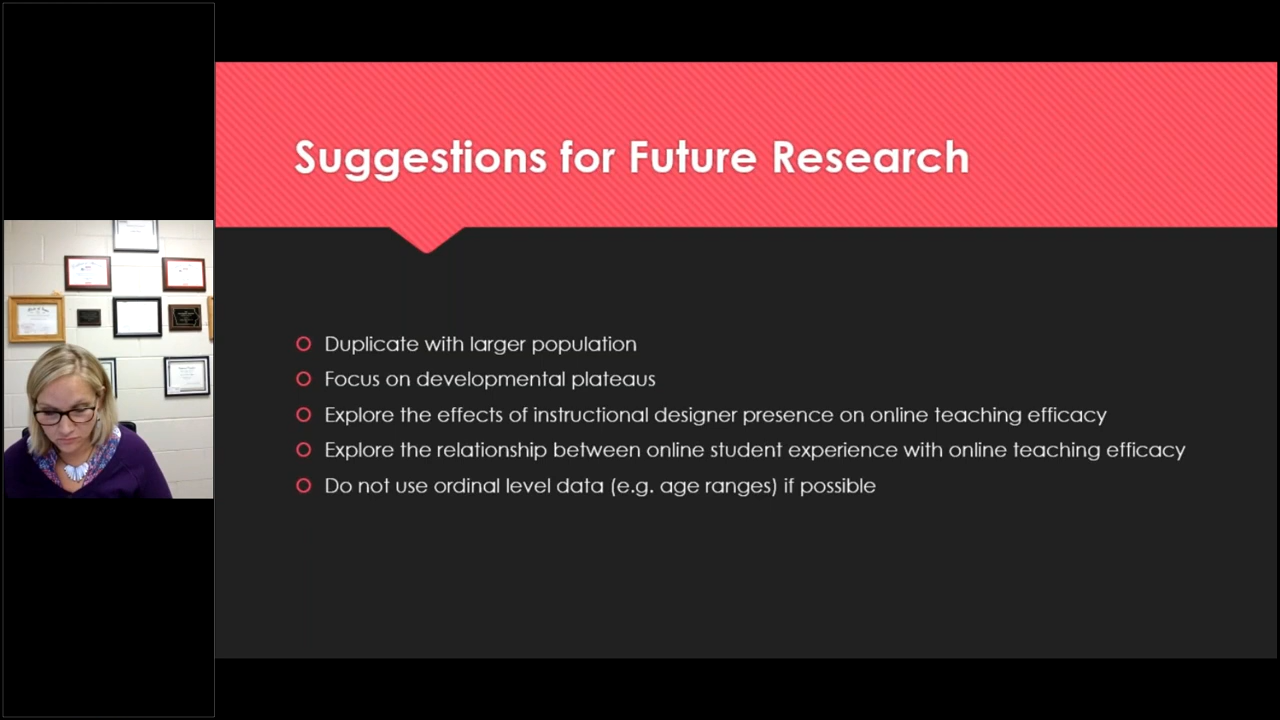 Suggestions for Future Research
Duplicate with larger population
Focus on developmental plateaus
Explore the effects of instructional designer presence on online teaching efficacy
Explore the relationship between online student experience with online teaching efficacy
Do not use ordinal level data (e.g. age ranges) if possible